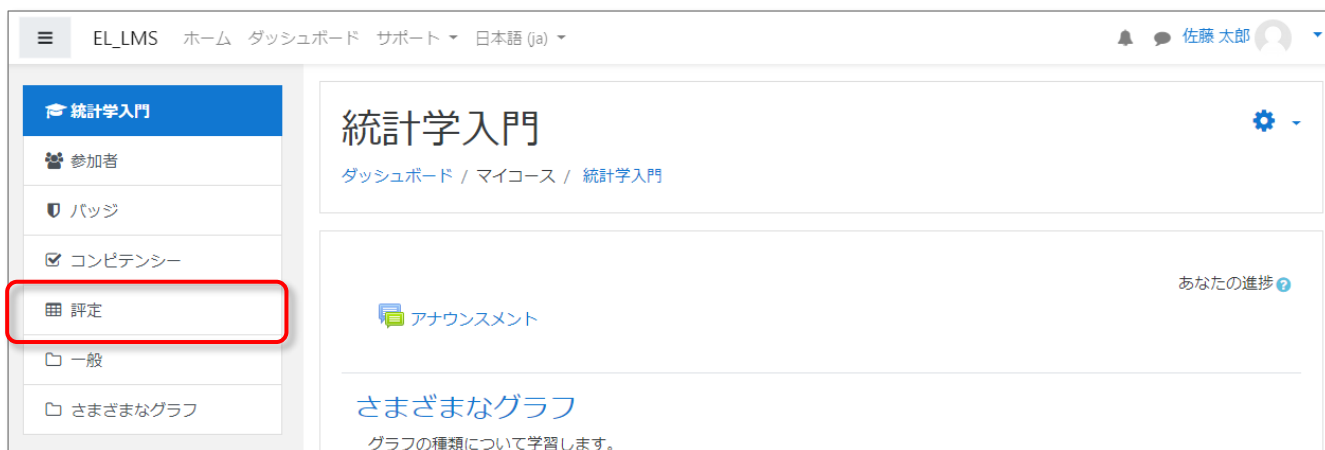 EL_LMS ホーム ダッシュボード サポート 日本語 (ja) 佐藤 太郎
統計学入門
参加者
バッジ
コンピテンシー
評定
一般
さまざまなグラフ
統計学入門
ダッシュボード / マイコース / 統計学入門
あなたの進捗
アナウンスメント
さまざまなグラフ
グラフの種類について学習します。